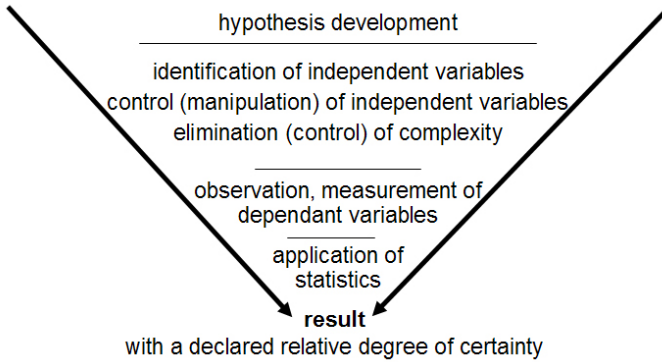 hypothesis development
identification of independent variables
control (manipulation) of independent variables
elimination (control) of complexity
observation, measurement of
dependant variables
application of
statistics
result
with a declared relative degree of certainty